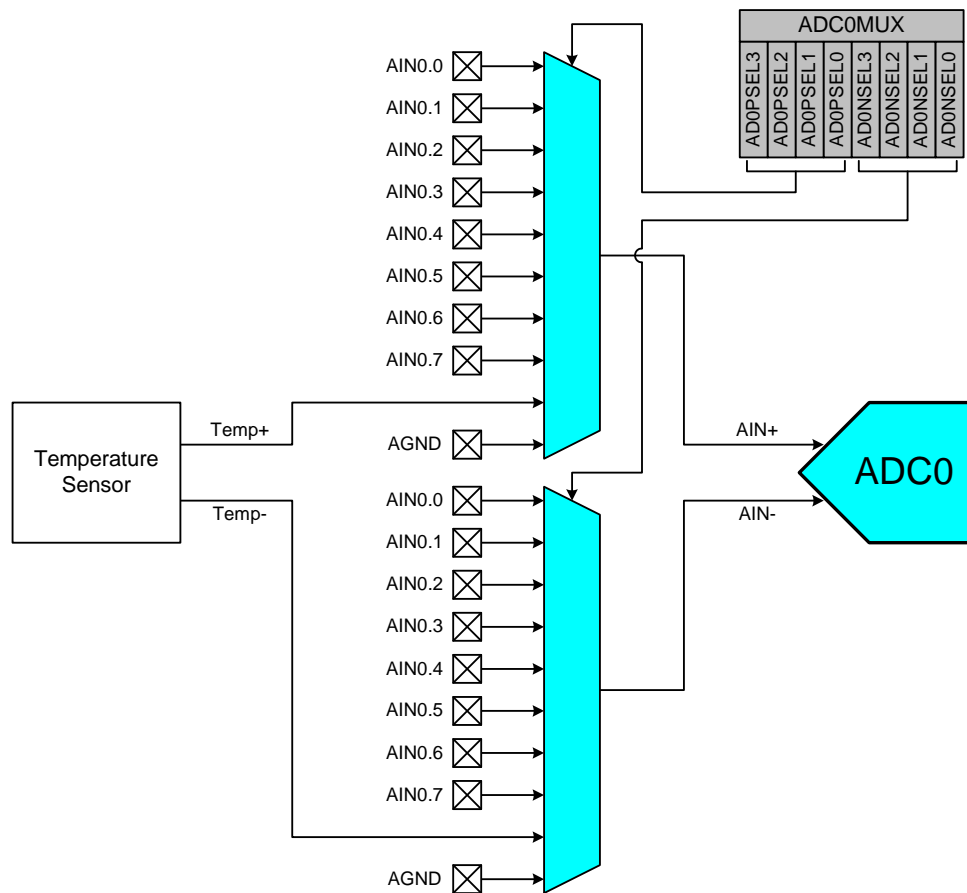 ADC0MUX
AD0PSEL3
AD0PSEL2
AD0PSEL1
AD0PSEL0
AD0NSEL3
AD0NSEL2
AD0NSEL1
AD0NSEL0
AIN0.0
AIN0.1
AIN0.2
AIN0.3
AIN0.4
AIN0.5
AIN0.6
AIN0.7
AGND
Temperature
Sensor
Temp+
Temp-
AIN0.0
AIN0.1
AIN0.2
AIN0.3
AIN0.4
AIN0.5
AIN0.6
AIN0.7
AGND
AIN+
AIN-
ADC0